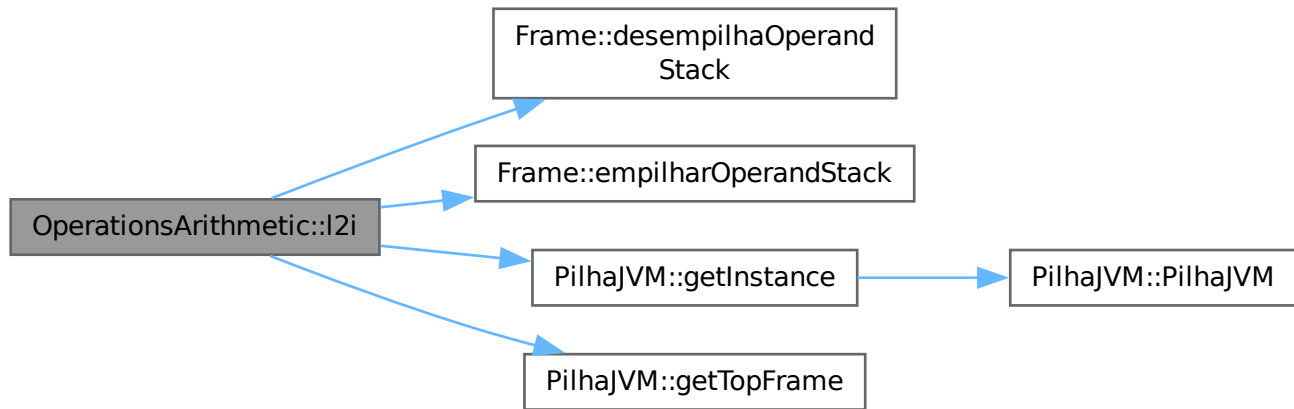 Frame::desempilhaOperand
Stack
Frame::empilharOperandStack
OperationsArithmetic::l2i
PilhaJVM::getInstance
PilhaJVM::PilhaJVM
PilhaJVM::getTopFrame